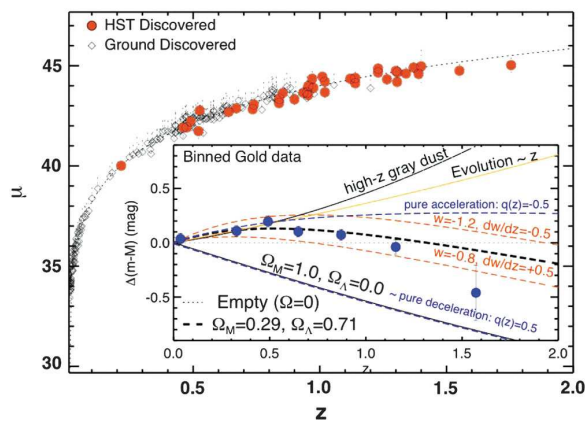 HST Discovered
Ground Discovered
45
40
35
30
μ
0.5 1.0 1.5 2.0
z
Binned Gold data
0.5
0.0
-0.5
Δ(m-M) (mag)
high-z gray dust
Evolution ~ z
pure acceleration: q(z)=-0.5
w=-1.2, dw/dz=-0.5
w=-0.8, dw/dz=+0.5
Ω_M=1.0, Ω_Λ=0.0
~ pure deceleration: q(z)=0.5
Empty (Ω=0)
Ω_M=0.29, Ω_Λ=0.71
0.0 0.5 1.0 1.5 2.0
z